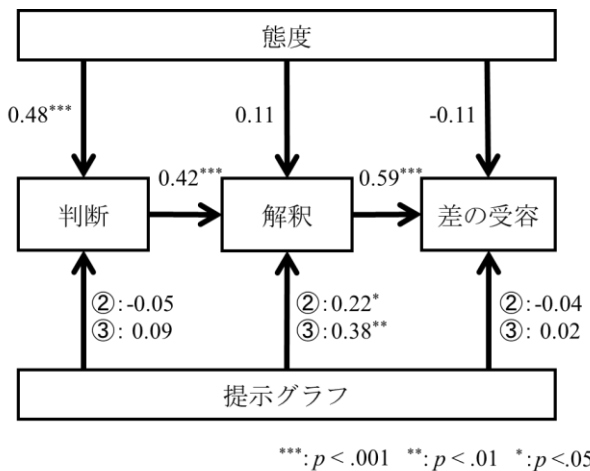 態度
0.48***
0.11
-0.11
0.42***
0.59***
判断
解釈
差の受容
②:-0.05
③: 0.09
②:0.22*
③:0.38**
②:-0.04
③: 0.02
提示グラフ
***: p < .001 **: p < .01 *: p <.05